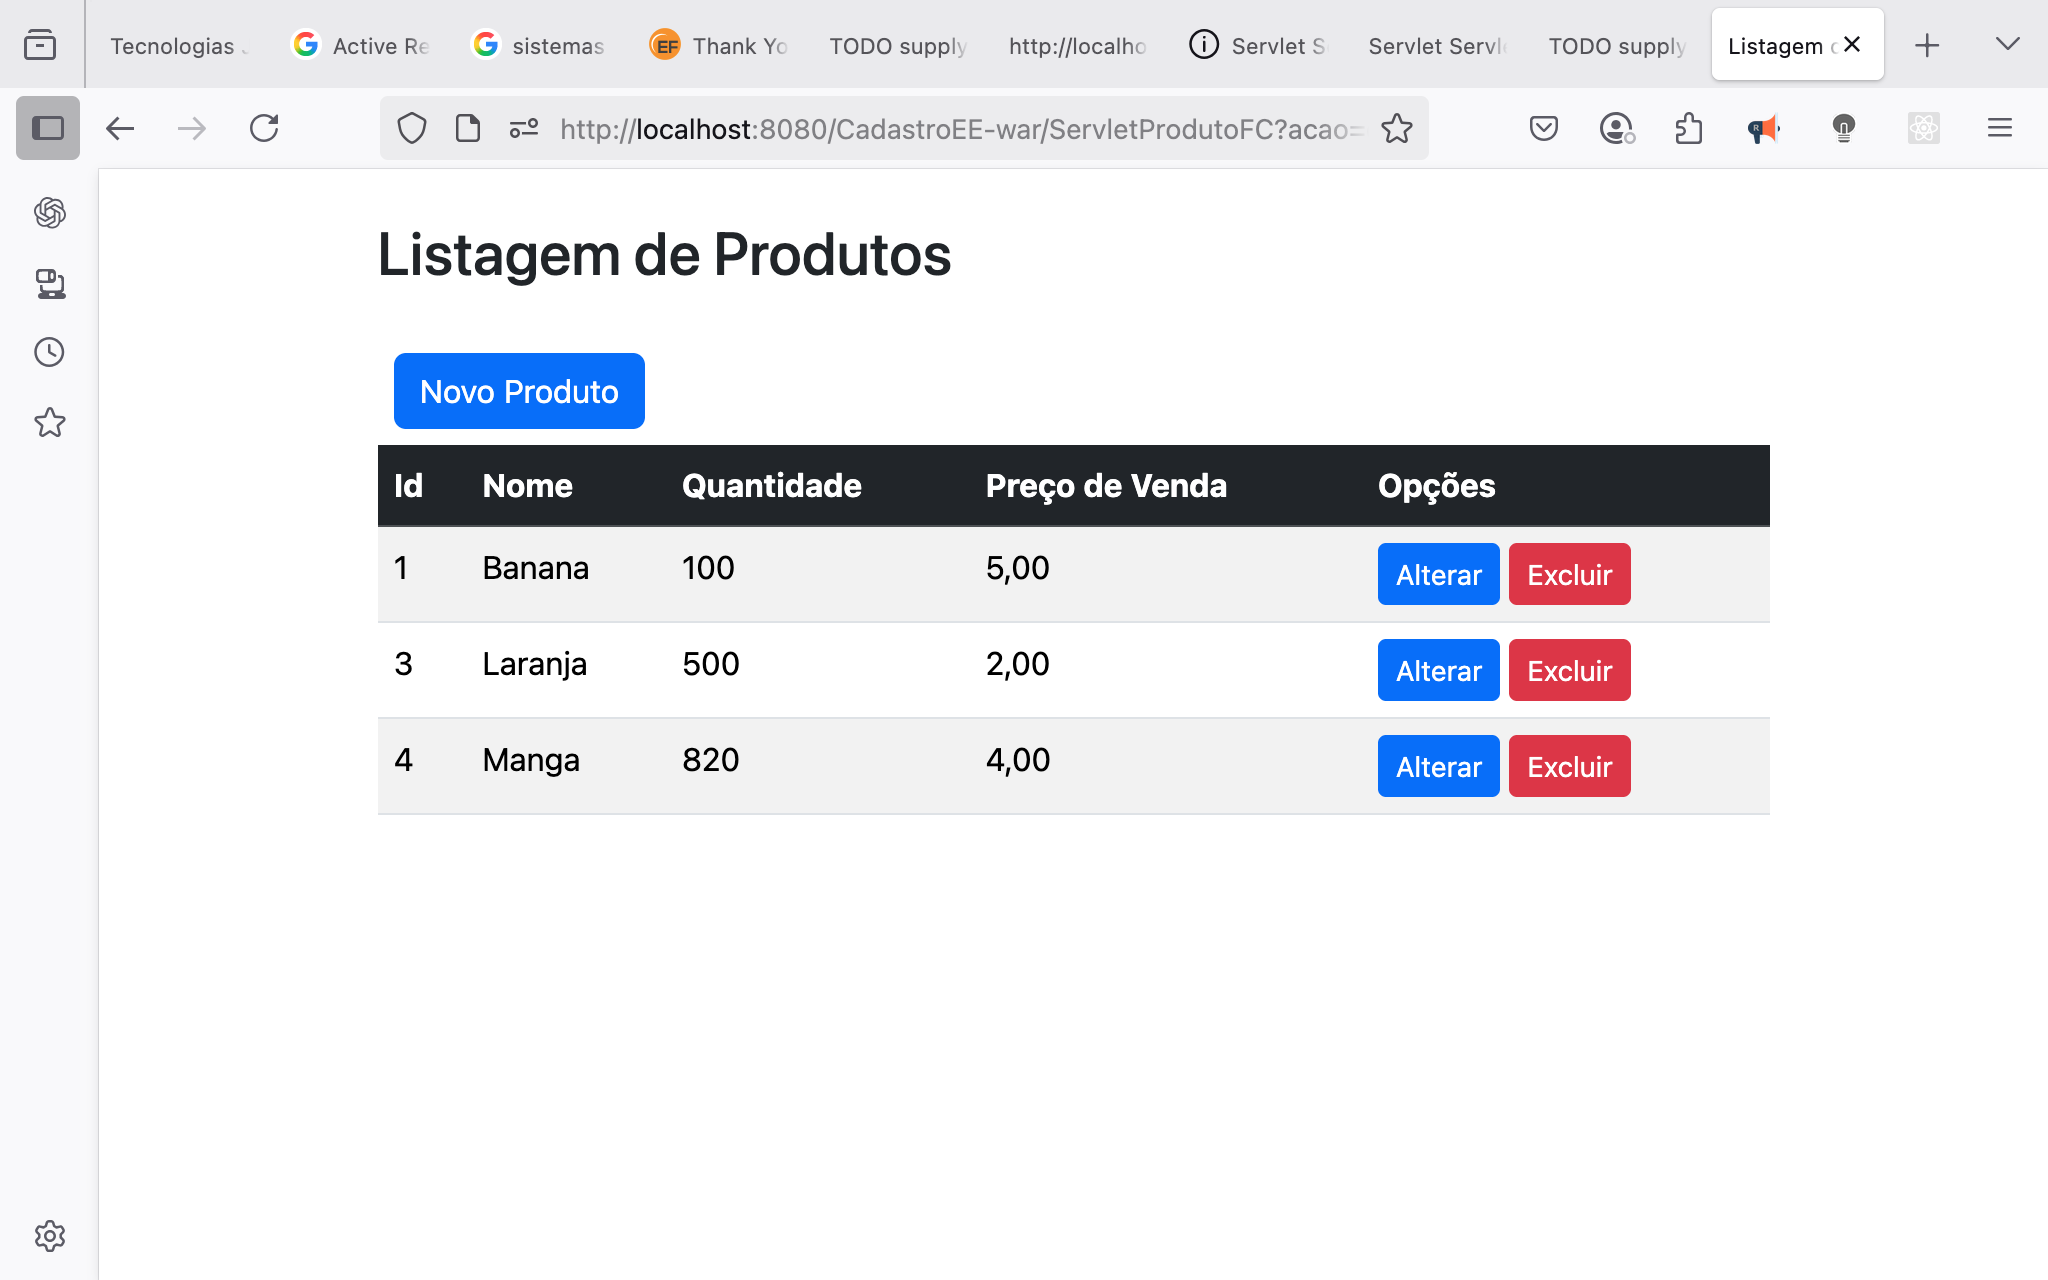 Tecnologias
Active Re
sistemas
EF
Thank Yo
TODO supply
http://localho
Servlet S
Servlet Servl
TODO supply
Listagem
http://localhost:8080/CadastroEE-war/ServletProdutoFC?acao=
Listagem de Produtos
Novo Produto
Id Nome Quantidade Preço de Venda Opções
1 Banana 100 5,00 Alterar Excluir
3 Laranja 500 2,00 Alterar Excluir
4 Manga 820 4,00 Alterar Excluir